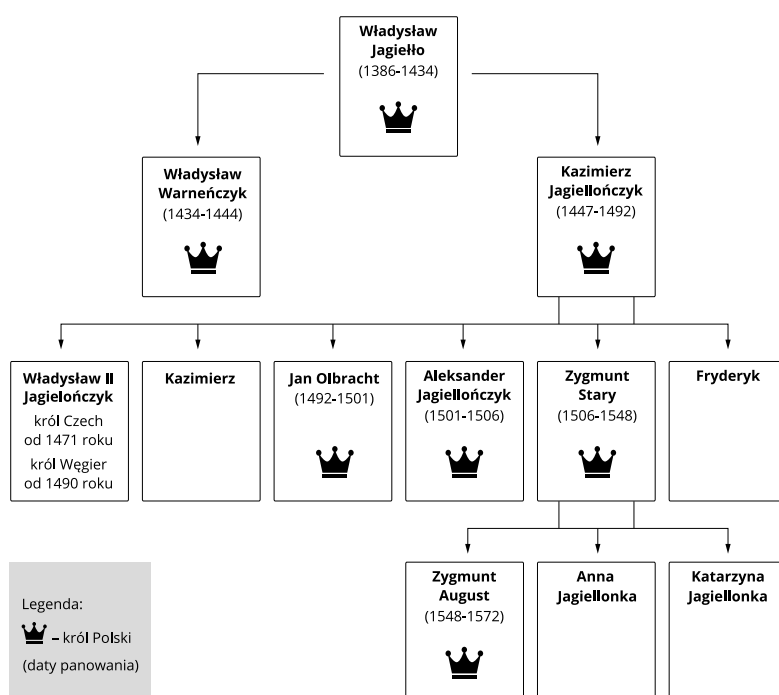 Władysław
Jagiełło
(1386-1434)
Władysław
Warneńczyk
(1434-1444)
Kazimierz
Jagiellończyk
(1447-1492)
Władysław II
Jagielończyk
król Czech
od 1471 roku
król Węgier
od 1490 roku
Kazimierz
Jan Olbracht
(1492-1501)
Aleksander
Jagiellończyk
(1501-1506)
Zygmunt
Stary
(1506-1548)
Fryderyk
Zygmunt
August
(1548-1572)
Anna
Jagiellonka
Katarzyna
Jagiellonka
Legenda:
– król Polski
(daty panowania)